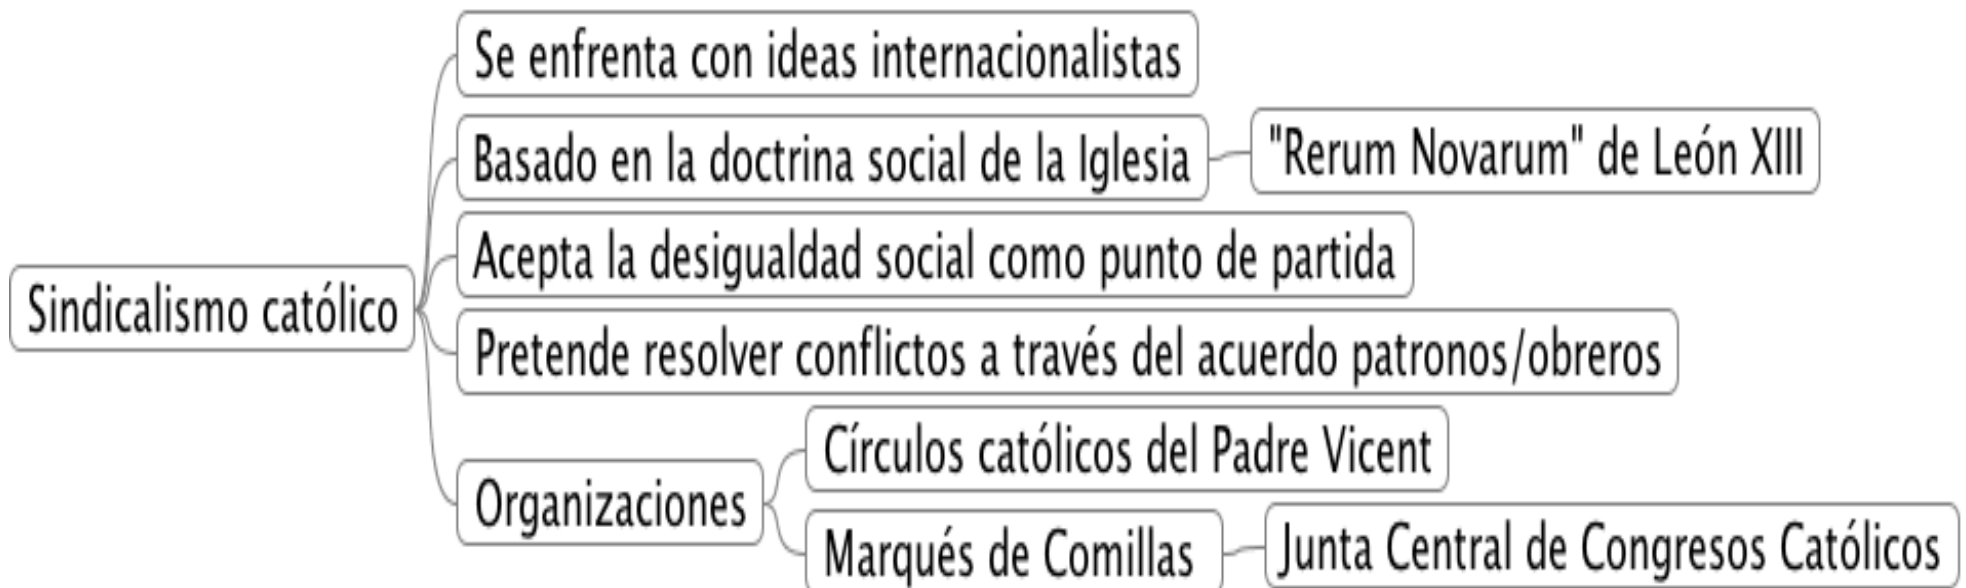 Sindicalismo católico
Se enfrenta con ideas internacionalistas
Basado en la doctrina social de la Iglesia
"Rerum Novarum" de León XIII
Acepta la desigualdad social como punto de partida
Pretende resolver conflictos a través del acuerdo patronos/obreros
Organizaciones
Círculos católicos del Padre Vicent
Marqués de Comillas
Junta Central de Congresos Católicos